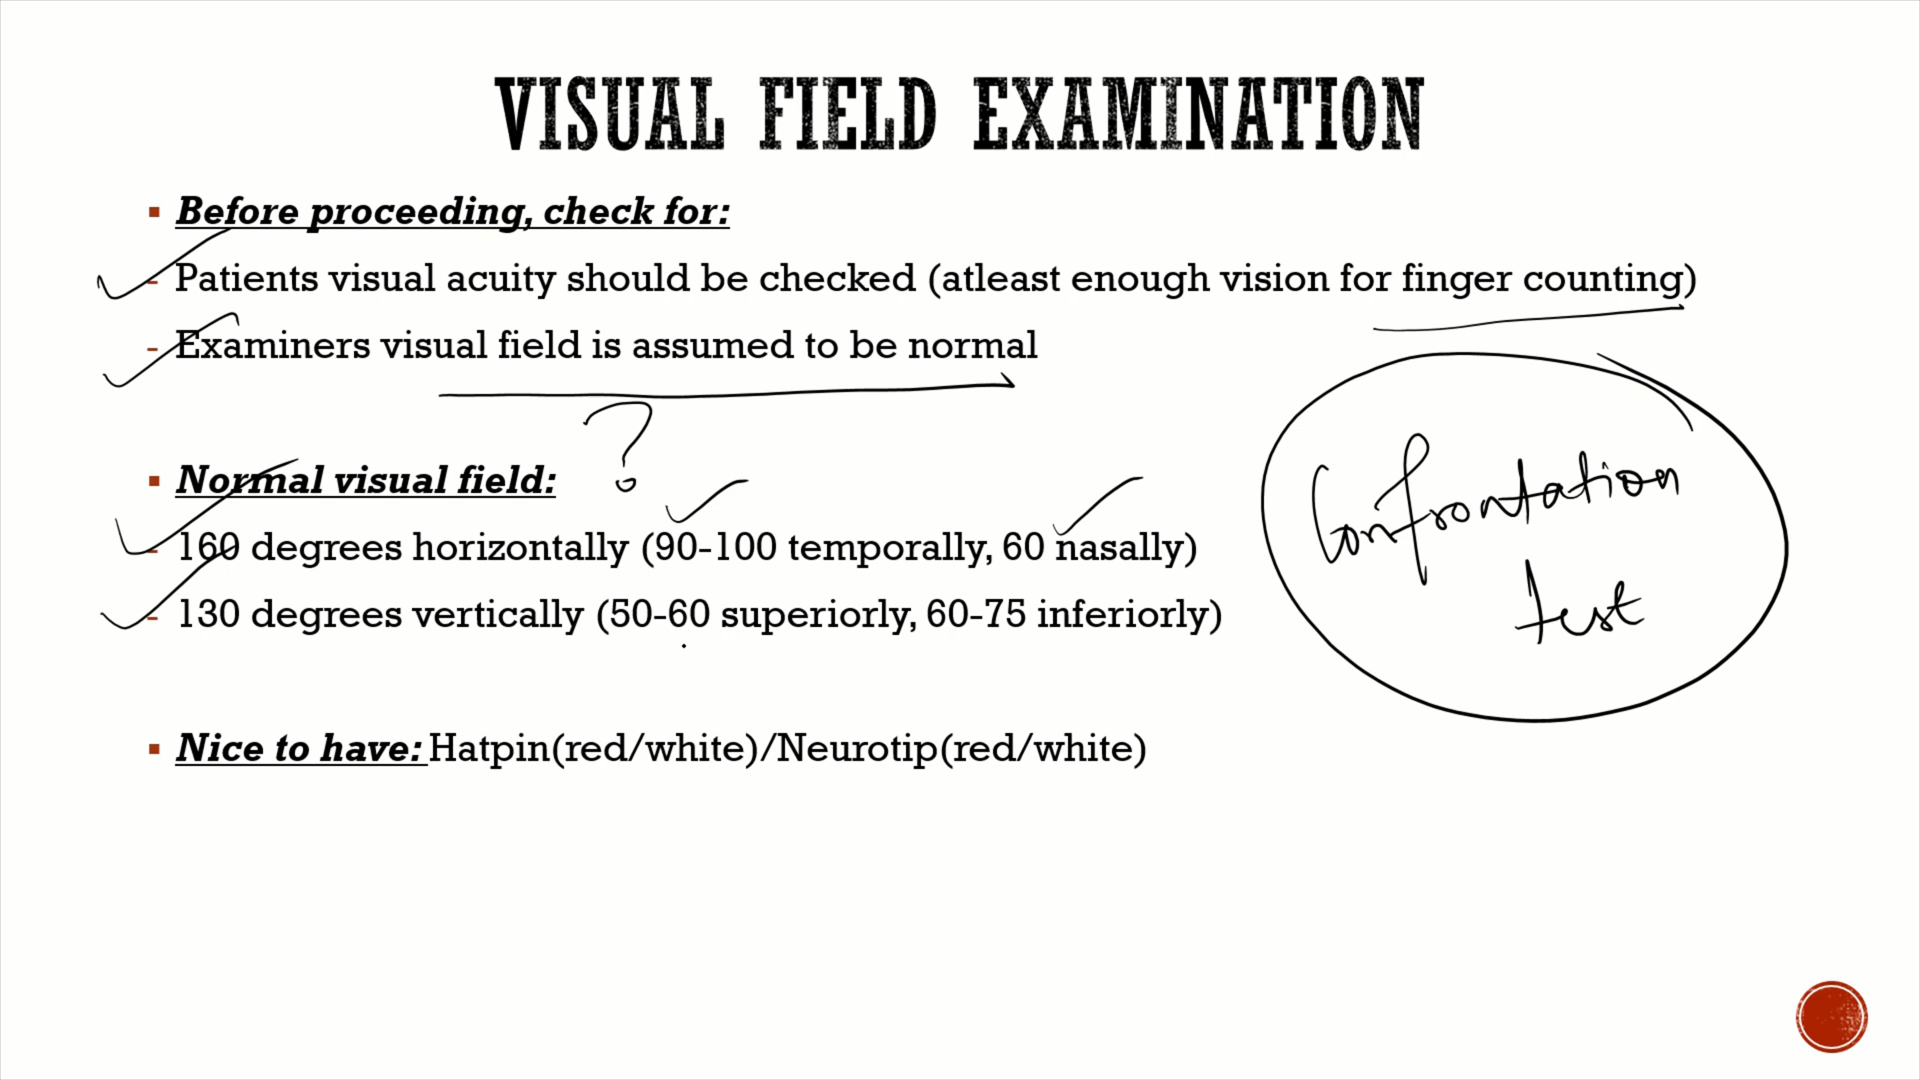 VISUAL FIELD EXAMINATION
Before proceeding, check for:
- Patients visual acuity should be checked (atleast enough vision for finger counting)
- Examiners visual field is assumed to be normal
?
Normal visual field:
- 160 degrees horizontally (90-100 temporally, 60 nasally)
- 130 degrees vertically (50-60 superiorly, 60-75 inferiorly)
Confrontation
test
Nice to have: Hatpin(red/white)/Neurotip(red/white)